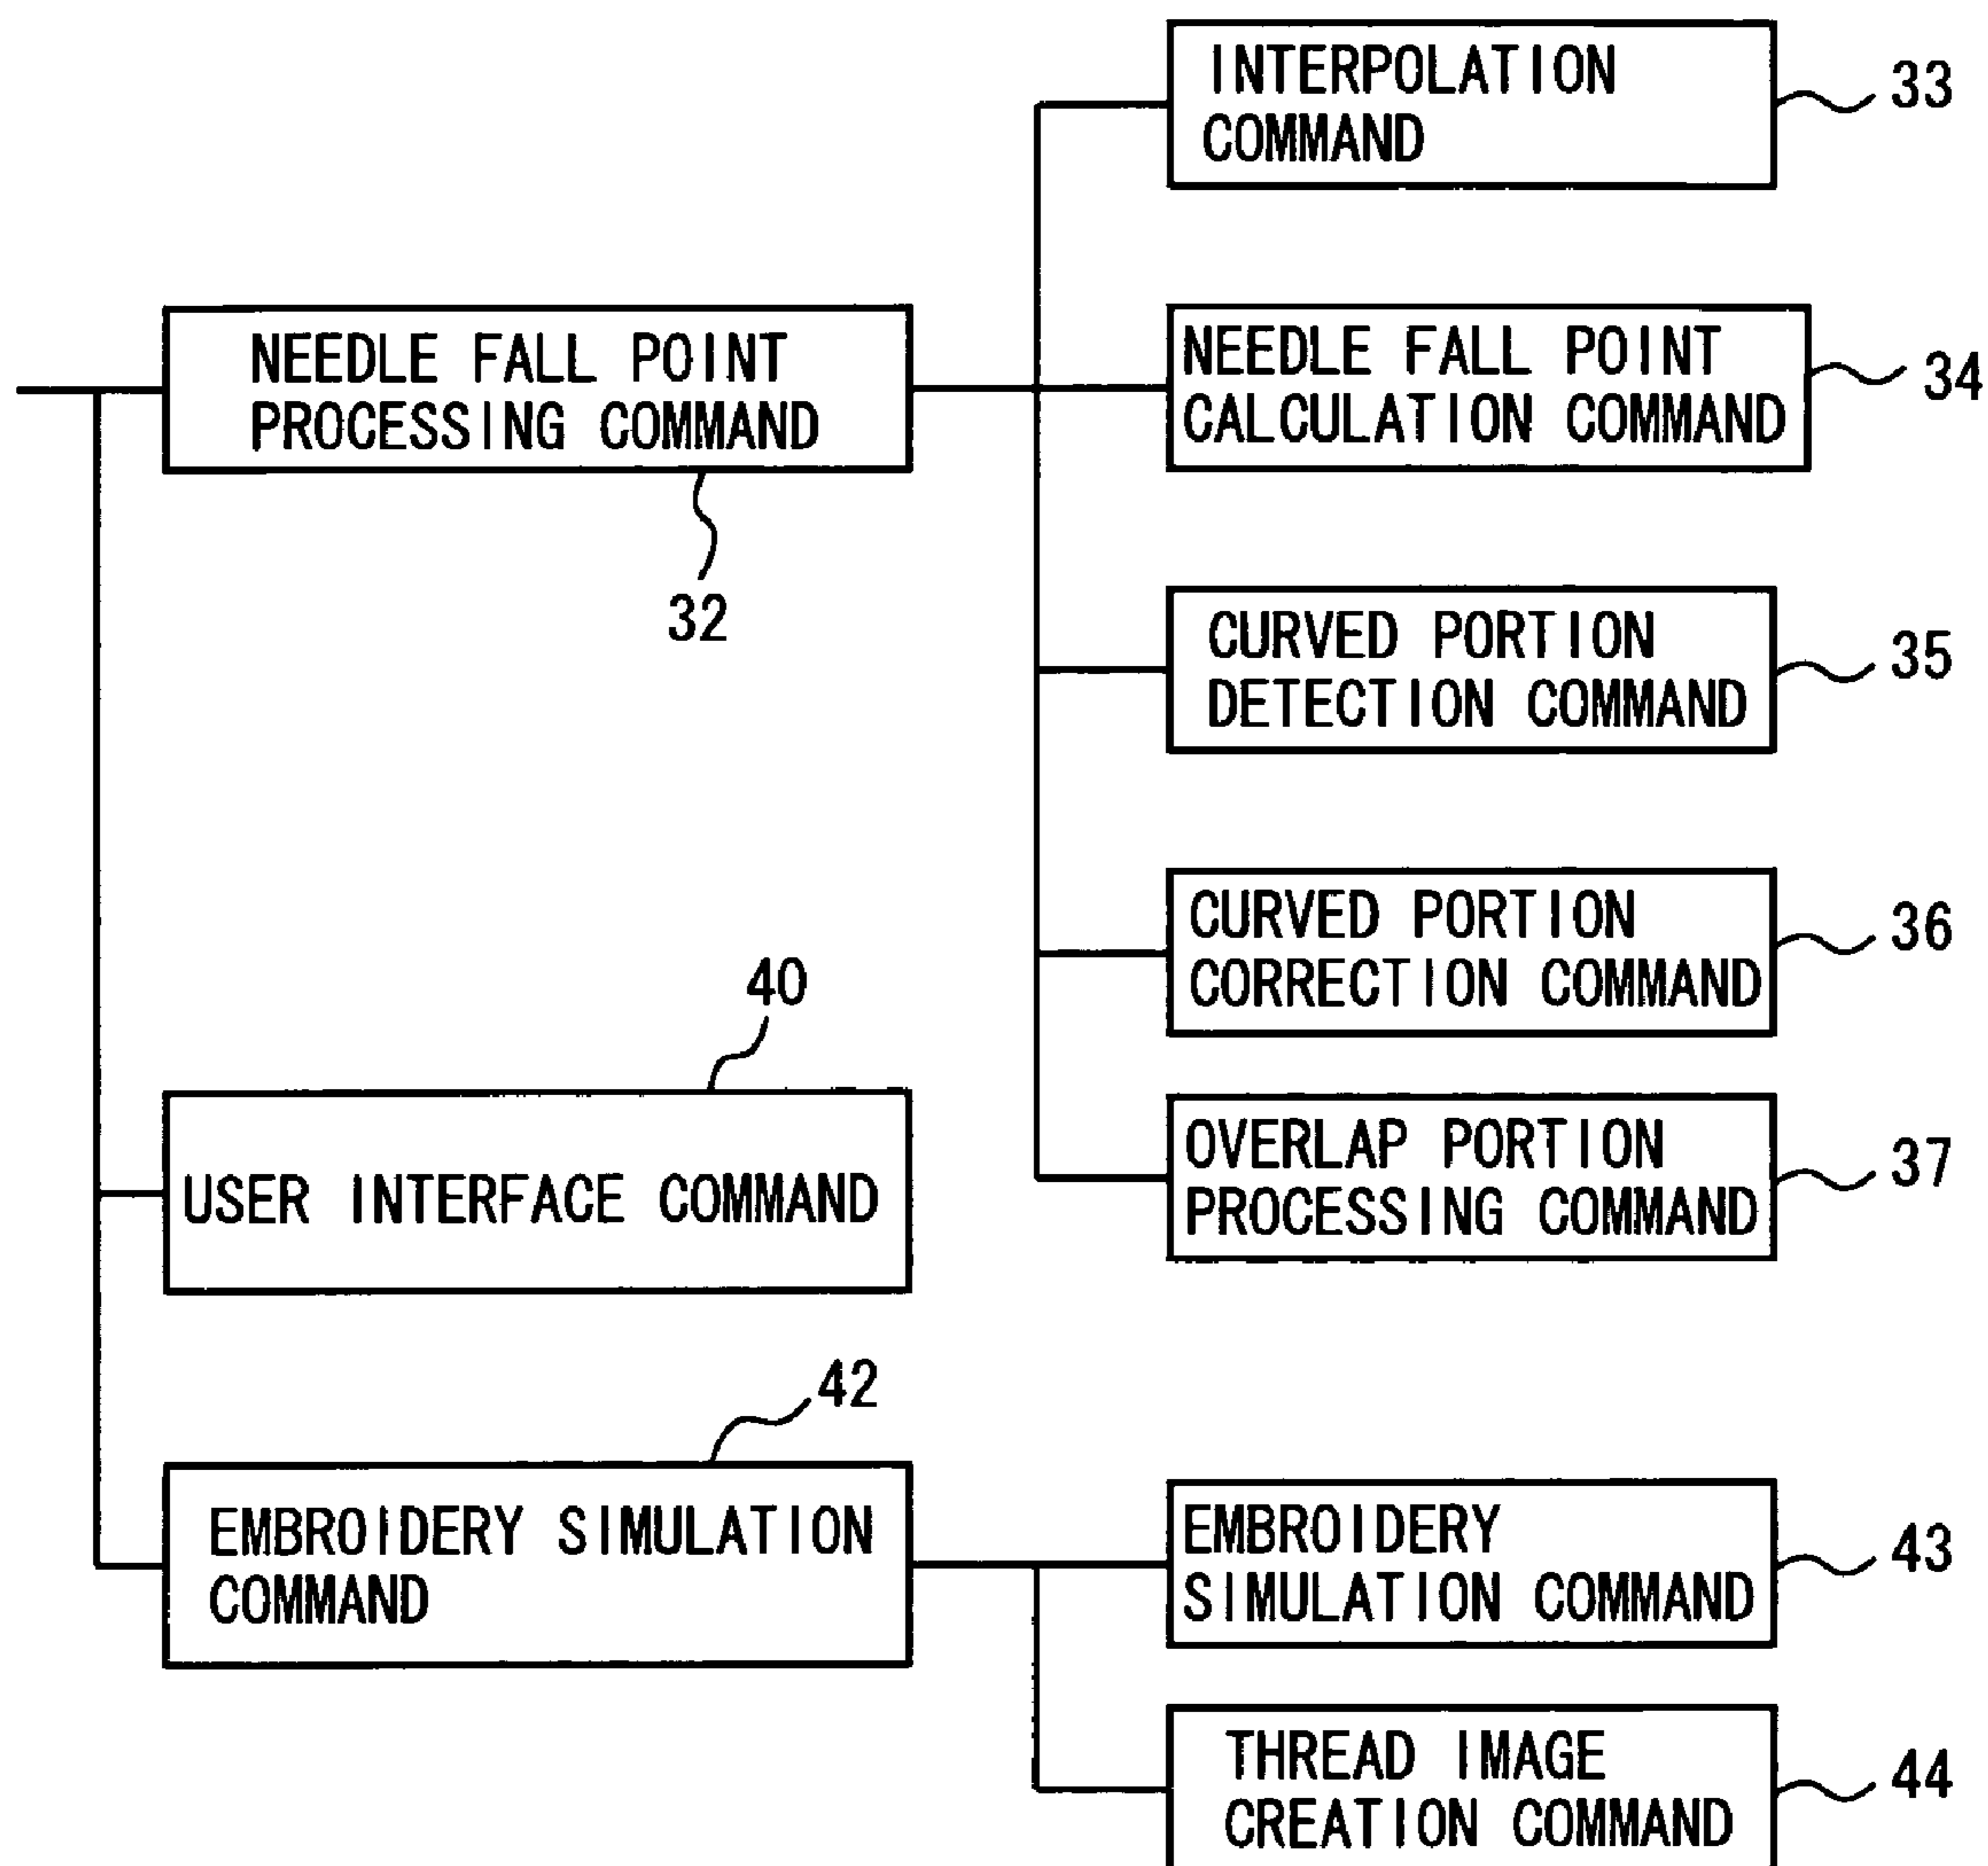 INTERPOLATION
COMMAND
33
NEEDLE FALL POINT
PROCESSING COMMAND
32
NEEDLE FALL POINT
CALCULATION COMMAND
34
CURVED PORTION
DETECTION COMMAND
35
CURVED PORTION
CORRECTION COMMAND
36
40
USER INTERFACE COMMAND
OVERLAP PORTION
PROCESSING COMMAND
37
42
EMBROIDERY SIMULATION
COMMAND
EMBROIDERY
SIMULATION COMMAND
43
THREAD IMAGE
CREATION COMMAND
44